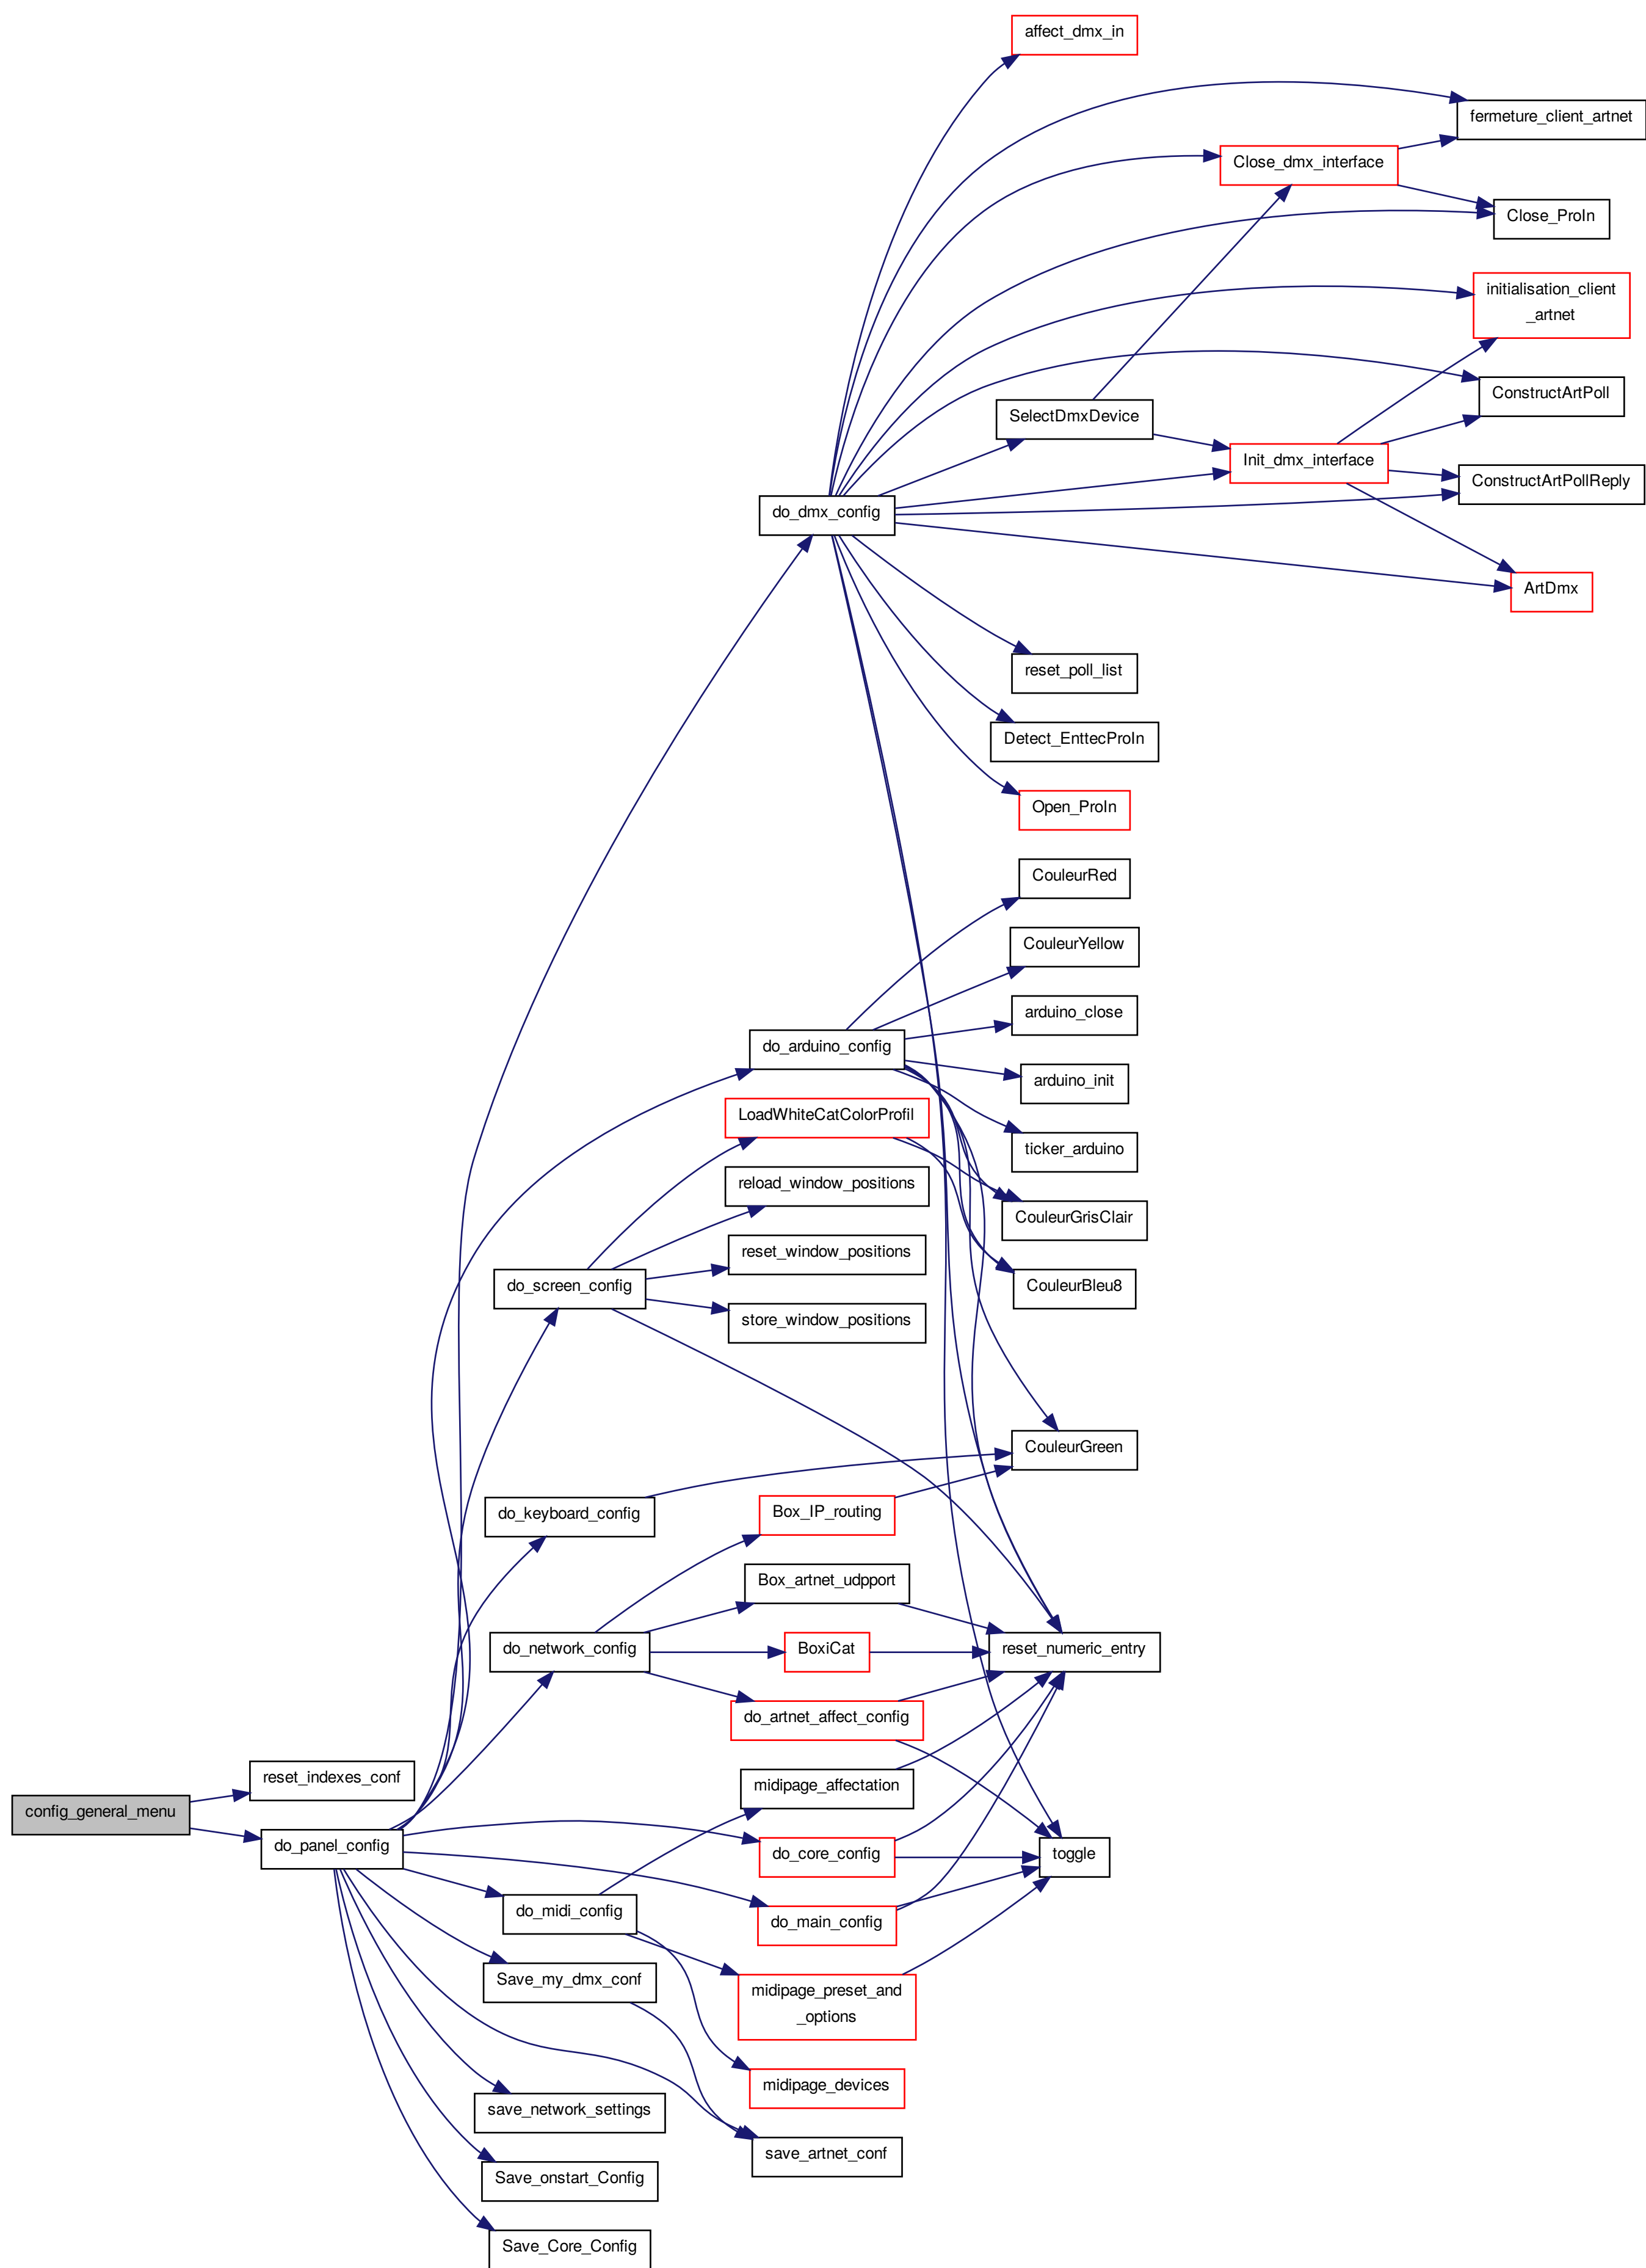 affect_dmx_in
fermeture_client_artnet
Close_dmx_interface
Close_ProIn
initialisation_client
_artnet
ConstructArtPoll
SelectDmxDevice
Init_dmx_interface
ConstructArtPollReply
do_dmx_config
ArtDmx
reset_poll_list
Detect_EnttecProIn
Open_ProIn
CouleurRed
CouleurYellow
arduino_close
do_arduino_config
arduino_init
LoadWhiteCatColorProfil
ticker_arduino
reload_window_positions
CouleurGrisClair
reset_window_positions
do_screen_config
CouleurBleu8
store_window_positions
CouleurGreen
do_keyboard_config
Box_IP_routing
Box_artnet_udpport
do_network_config
BoxiCat
reset_numeric_entry
do_artnet_affect_config
reset_indexes_conf
midipage_affectation
config_general_menu
do_panel_config
do_core_config
toggle
do_midi_config
do_main_config
Save_my_dmx_conf
midipage_preset_and
_options
midipage_devices
save_network_settings
save_artnet_conf
Save_onstart_Config
Save_Core_Config